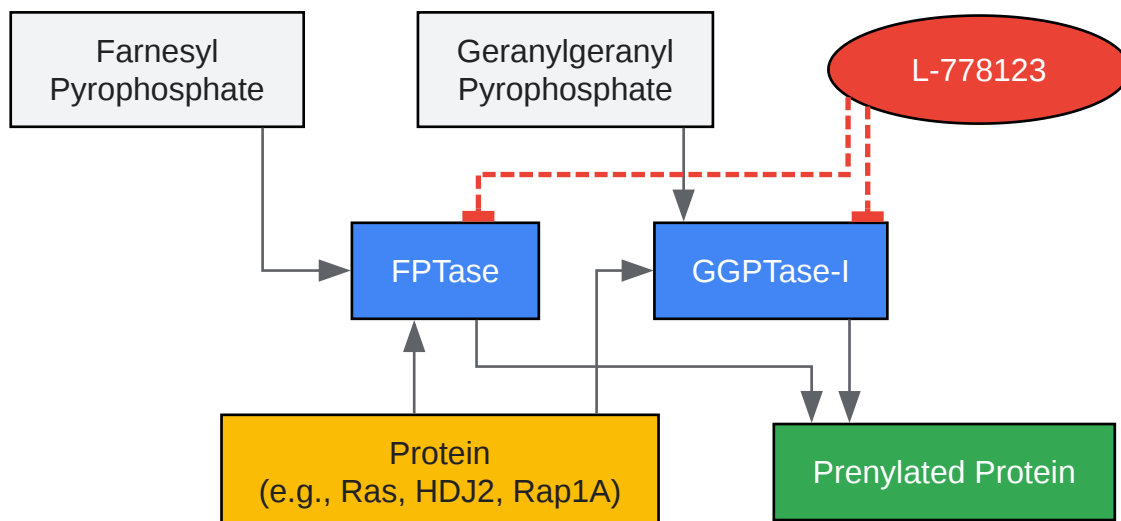 Farnesyl
Pyrophosphate
Geranylgeranyl
Pyrophosphate
L-778123
FPTase
GGPTase-I
Protein
(e.g., Ras, HDJ2, Rap1A)
Prenylated Protein